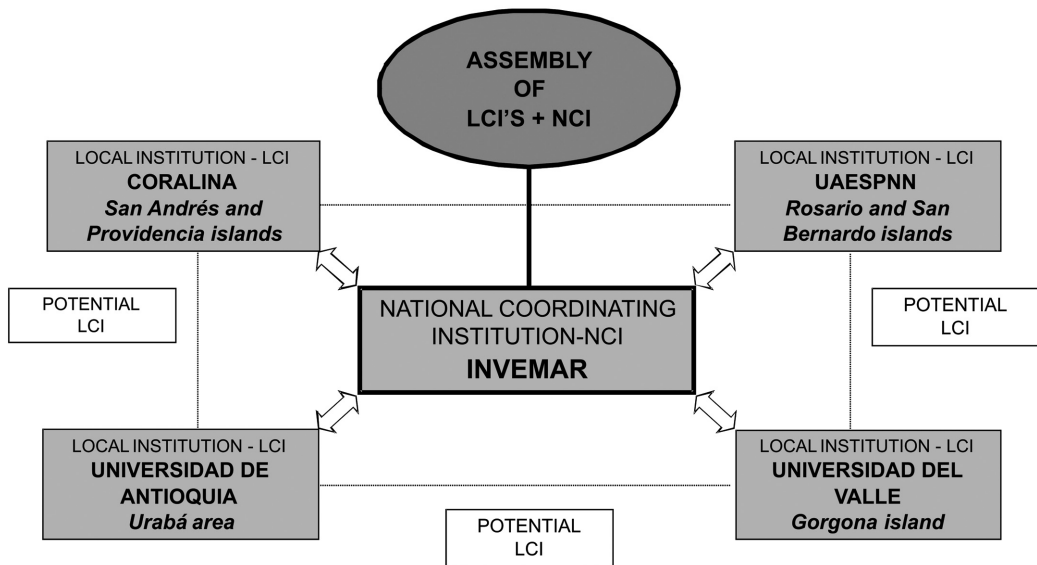 ASSEMBLY
OF
LCI'S + NCI
LOCAL INSTITUTION - LCI
CORALINA
San Andrés and
Providencia islands
LOCAL INSTITUTION - LCI
UAESPNN
Rosario and San
Bernardo islands
POTENTIAL
LCI
NATIONAL COORDINATING
INSTITUTION-NCI
INVEMAR
POTENTIAL
LCI
LOCAL INSTITUTION - LCI
UNIVERSIDAD DE
ANTIOQUIA
Urabá area
LOCAL INSTITUTION - LCI
UNIVERSIDAD DEL
VALLE
Gorgona island
POTENTIAL
LCI